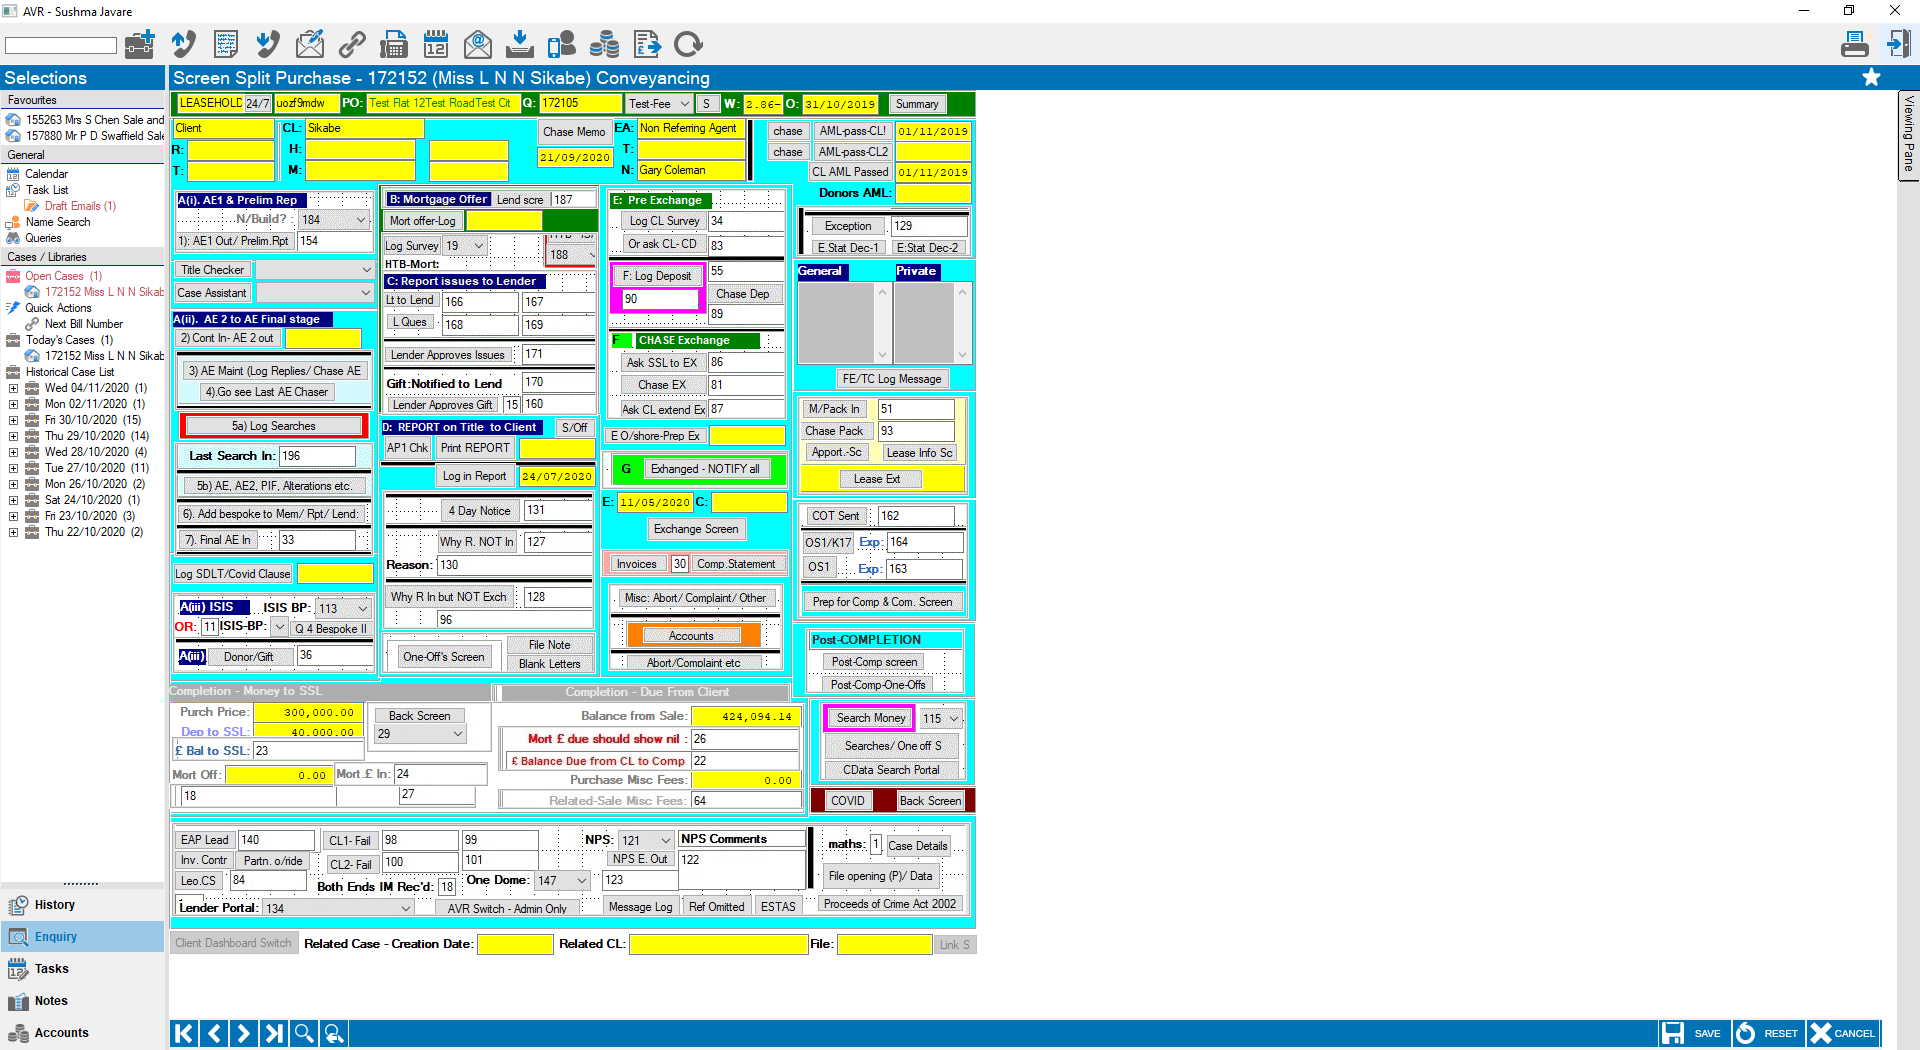 AVR - Sushma Javare
Selections
Screen Split Purchase - 172152 (Miss L N N Sikabe) Conveyancing
Favourites
155263 Mrs S Chen Sale and
157880 Mr P D Swaffield Sale
General
Calendar
Task List
Draft Emails (1)
Name Search
Queries
Cases / Libraries
Open Cases (1)
172152 Miss L N N Sikab
Quick Actions
Next Bill Number
Today's Cases (1)
172152 Miss L N N Sikab
Historical Case List
Wed 04/11/2020 (1)
Mon 02/11/2020 (1)
Fri 30/10/2020 (15)
Thu 29/10/2020 (14)
Wed 28/10/2020 (4)
Tue 27/10/2020 (11)
Mon 26/10/2020 (2)
Sat 24/10/2020 (1)
Fri 23/10/2020 (3)
Thu 22/10/2020 (2)
History
Enquiry
Tasks
Notes
Accounts
LEASEHOLD 24/7 uozf9mdw PO: Test Flat 12Test RoadTest Cit Q: 172105 Test-Fee S W: 2.86- O: 31/10/2019 Summary
Client CL: Sikabe
R: H:
T: M:
Chase Memo
21/09/2020
EA: Non Referring Agent
T:
N: Gary Coleman
chase AML-pass-CL! 01/11/2019
chase AML-pass-CL2
CL AML Passed 01/11/2019
Donors AML:
A(i). AE1 & Prelim Rep
N/Build? : 184
1): AE1 Out/ Prelim.Rpt 154
Title Checker
Case Assistant
A(ii). AE 2 to AE Final stage
2) Cont In- AE 2 out
3) AE Maint (Log Replies/ Chase AE
4).Go see Last AE Chaser
5a) Log Searches
Last Search In: 196
5b) AE, AE2, PIF, Alterations etc.
6). Add bespoke to Mem/ Rpt/ Lend:
7). Final AE In 33
Log SDLT/Covid Clause
A(iii) ISIS ISIS BP: 113
OR: 11 ISIS-BP: Q 4 Bespoke II
A(iii) Donor/Gift 36
B: Mortgage Offer Lend scre 187
Mort offer-Log
Log Survey 19 188
HTB-Mort:
C: Report issues to Lender
Lt to Lend 166 167
L Ques 168 169
Lender Approves Issues 171
Gift:Notified to Lend 170
Lender Approves Gift 15 160
D: REPORT on Title to Client S/Off
AP1 Chk Print REPORT
Log in Report 24/07/2020
4 Day Notice 131
Why R. NOT In 127
Reason: 130
Why R In but NOT Exch 128
96
One-Off's Screen File Note
Blank Letters
E: Pre Exchange
Log CL Survey 34
Or ask CL- CD 83
F: Log Deposit 55
90 Chase Dep
89
F CHASE Exchange
Ask SSL to EX 86
Chase EX 81
Ask CL extend Ex 87
E O/shore-Prep Ex
G Exhanged - NOTIFY all
E: 11/05/2020 C:
Exchange Screen
Invoices 30 Comp.Statement
Misc: Abort/ Complaint/ Other
Accounts
Abort/Complaint etc
Exception 129
E.Stat Dec-1 E:Stat Dec-2
General Private
FE/TC Log Message
M/Pack In 51
Chase Pack 93
Apport.-Sc Lease Info Sc
Lease Ext
COT Sent 162
OS1/K17 Exp: 164
OS1 Exp: 163
Prep for Comp & Com. Screen
Post-COMPLETION
Post-Comp screen
Post-Comp-One-Offs
Search Money 115
Searches/ One off S
CData Search Portal
COVID Back Screen
Completion - Money to SSL
Purch Price: 300,000.00
Dep to SSL: 40,000.00
£ Bal to SSL: 23
Mort Off: 0.00 Mort £ In: 24
18 27
Back Screen
29
Completion - Due From Client
Balance from Sale: 424,094.14
Mort £ due should show nil : 26
£ Balance Due from CL to Comp 22
Purchase Misc Fees: 0.00
Related-Sale Misc Fees: 64
EAP Lead 140 CL1- Fail 98 99 NPS: 121 NPS Comments
Inv. Contr Partn. o/ride CL2- Fail 100 101 NPS E. Out 122
Leo.CS 84 Both Ends IM Rec'd: 18 One Dome: 147 123
Lender Portal: 134 AVR Switch - Admin Only Message Log Ref Omitted ESTAS
maths: 1 Case Details
File opening (P)/ Data
Proceeds of Crime Act 2002
Client Dashboard Switch Related Case - Creation Date: Related CL: File: Link S
SAVE RESET CANCEL
Viewing Pane